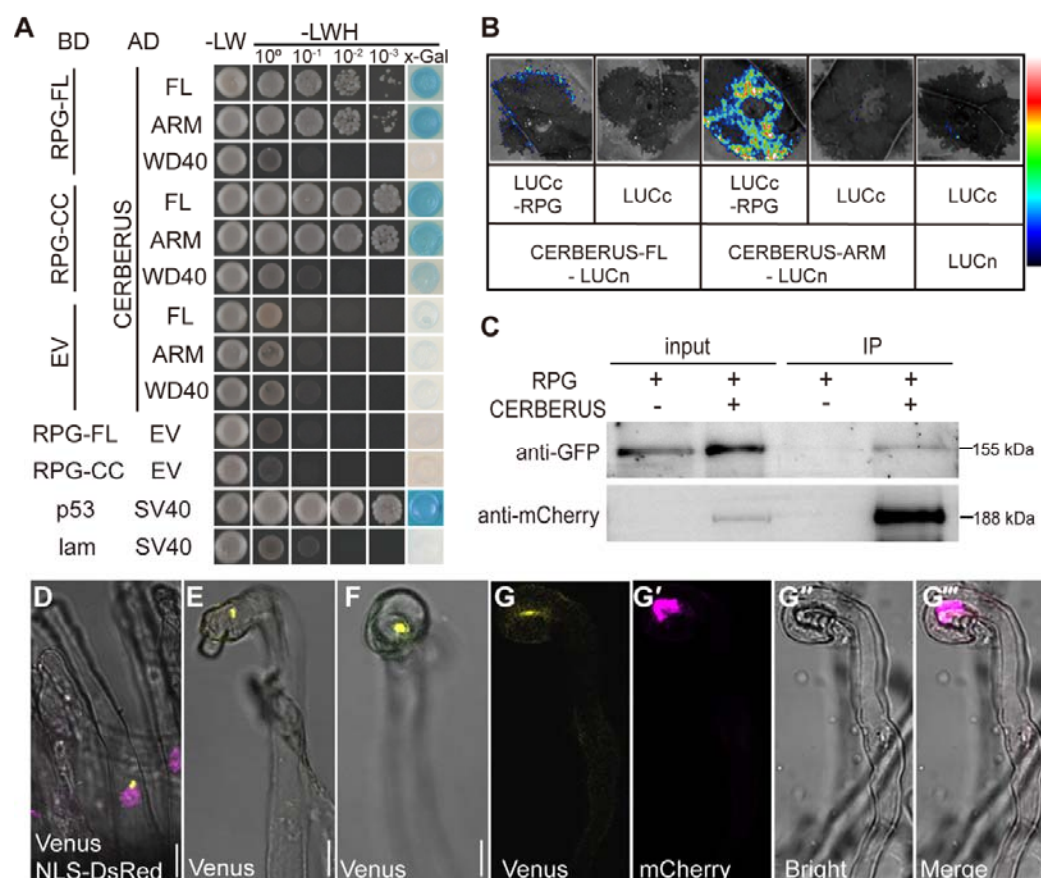 A
BD AD -LW -LWH
10⁰ 10⁻¹ 10⁻² 10⁻³ x-Gal
RPG-FL
RPG-CC
EV
CERBERUS
FL
ARM
WD40
FL
ARM
WD40
FL
ARM
WD40
RPG-FL EV
RPG-CC EV
p53 SV40
lam SV40
B
LUCc
-RPG
LUCc
LUCc
-RPG
LUCc
LUCc
CERBERUS-FL
- LUCn
CERBERUS-ARM
- LUCn
LUCn
C
input IP
RPG + + + +
CERBERUS - + - +
anti-GFP 155 kDa
anti-mCherry 188 kDa
D
Venus
NLS-DsRed
E
Venus
F
Venus
G
Venus
G′
mCherry
G″
Bright
G‴
Merge